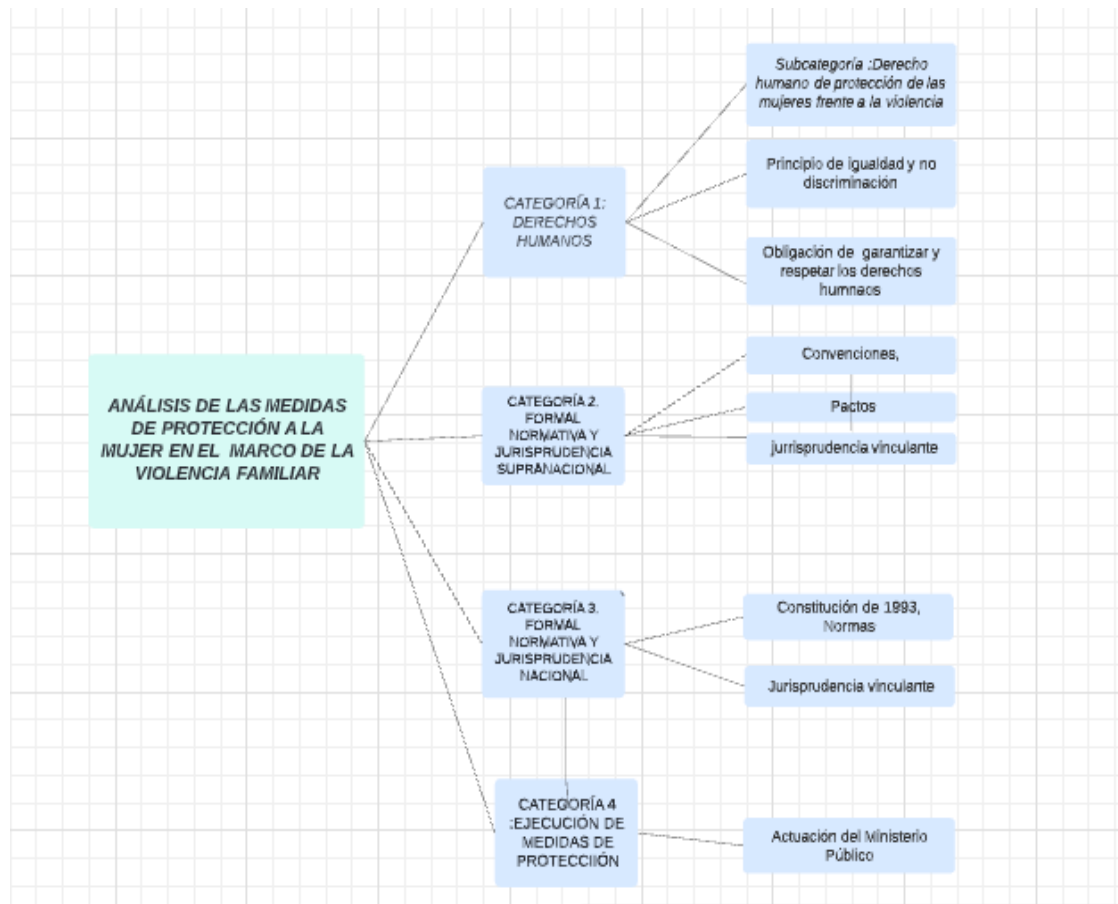 Subcategoría :Derecho
humano de protección de las
mujeres frente a la violencia
Principio de igualdad y no
discriminación
CATEGORÍA 1:
DERECHOS
HUMANOS
Obligación de garantizar y
respetar los derechos
humnaos
Convenciones,
CATEGORÍA 2.
FORMAL
NORMATIVA Y
JURISPRUDENCIA
SUPRANACIONAL
Pactos
jurrisprudencia vinculante
ANÁLISIS DE LAS MEDIDAS
DE PROTECCIÓN A LA
MUJER EN EL MARCO DE LA
VIOLENCIA FAMILIAR
CATEGORÍA 3.
FORMAL
NORMATIVA Y
JURISPRUDENCIA
NACIONAL
Constitución de 1993,
Normas
Jurisprudencia vinculante
CATEGORÍA 4
:EJECUCIÓN DE
MEDIDAS DE
PROTECCIIÓN
Actuación del Ministerio
Público